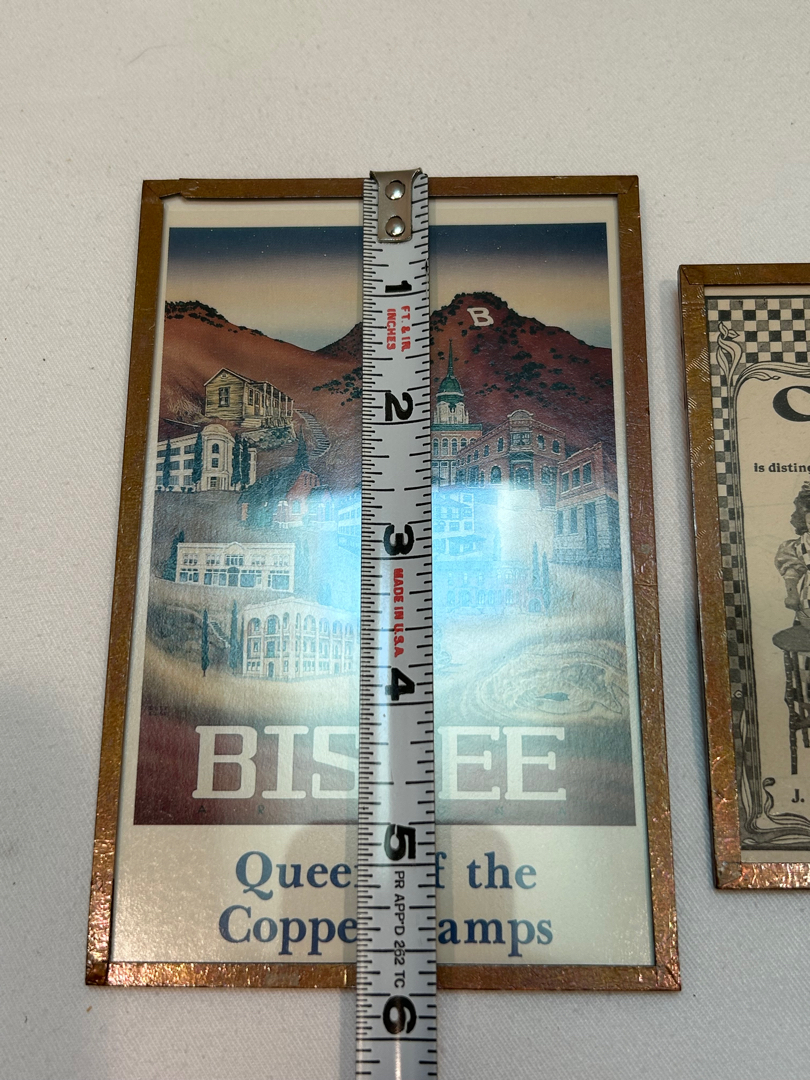 B
1
FT. & IN.
INCHES
2
3
MADE IN U.S.A.
4
BIS EE
5
Quee f the
Coppe amps
PR APP'D 262 TC
6
C
is distin
J.